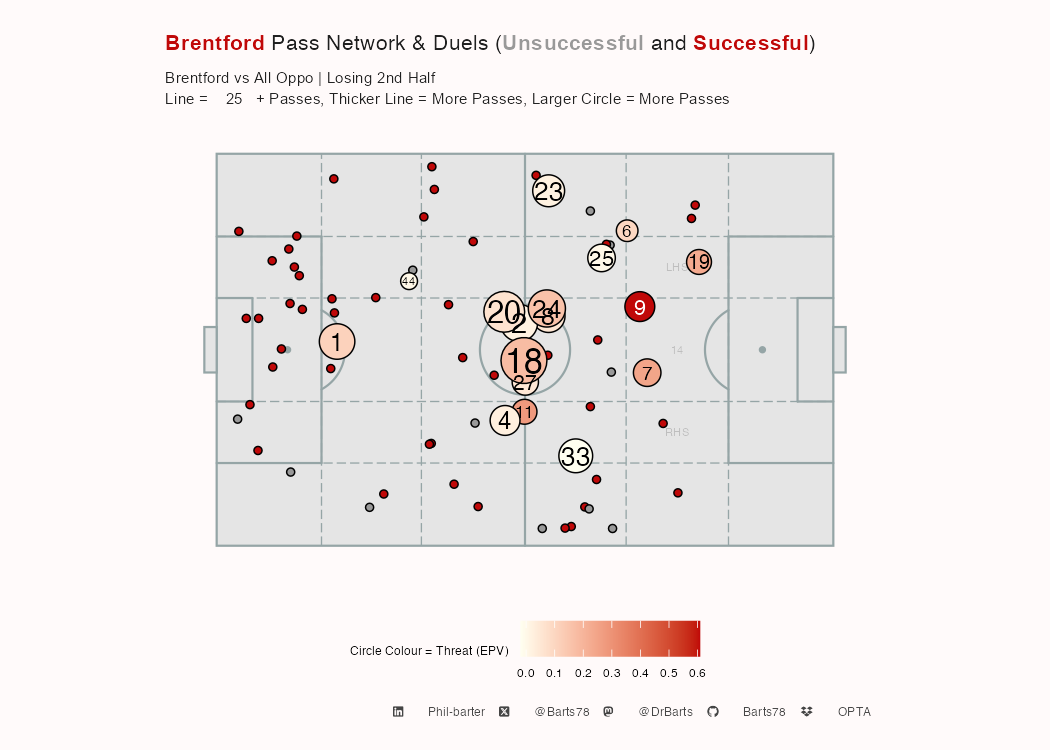 Brentford Pass Network & Duels (Unsuccessful and Successful)
Brentford vs All Oppo | Losing 2nd Half
Line = 25 + Passes, Thicker Line = More Passes, Larger Circle = More Passes
23
6
25
LHS
19
44
20
24
8
2
9
1
18
14
27
7
11
4
RHS
33
Circle Colour = Threat (EPV)
0.0 0.1 0.2 0.3 0.4 0.5 0.6
Phil-barter @Barts78 @DrBarts Barts78 OPTA